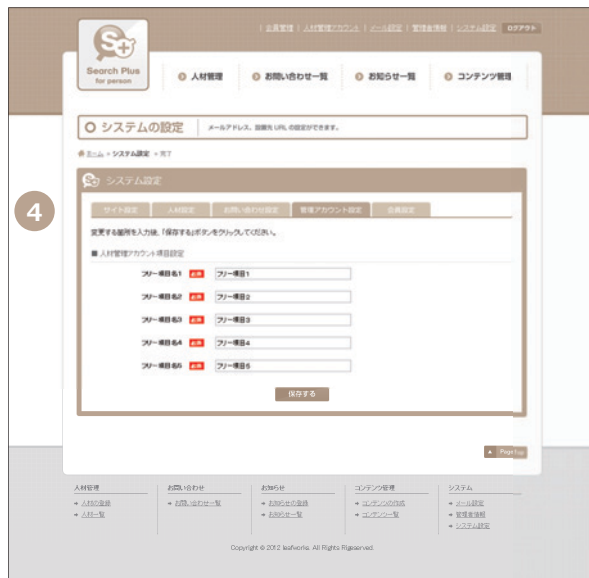 | 会員管理 | 人材管理アカウント | メール設定 | 管理者情報 | システム設定 ログアウト
S+
Search Plus
for person
人材管理 お問い合わせ一覧 お知らせ一覧 コンテンツ管理
システムの設定 メールアドレス、設置先 URL の設定ができます。
ホーム » システム設定 » 完了
4
S+ システム設定
サイト設定 人材設定 お問い合わせ設定 管理アカウント設定 会員設定
変更する箇所を入力後、「保存する」ボタンをクリックしてください。
■ 人材管理アカウント項目設定
フリー項目名1 必須 フリー項目1
フリー項目名2 必須 フリー項目2
フリー項目名3 必須 フリー項目3
フリー項目名4 必須 フリー項目4
フリー項目名5 必須 フリー項目5
保存する
▲ PageTop
人材管理 お問い合わせ お知らせ コンテンツ管理 システム
→ 人材の登録 → お問い合わせ一覧 → お知らせの登録 → コンテンツの作成 → メール設定
→ 人材一覧 → お知らせ一覧 → コンテンツ一覧 → 管理者情報
→ システム設定
Copyright © 2012 leafworks. All Rights Rigeserved.